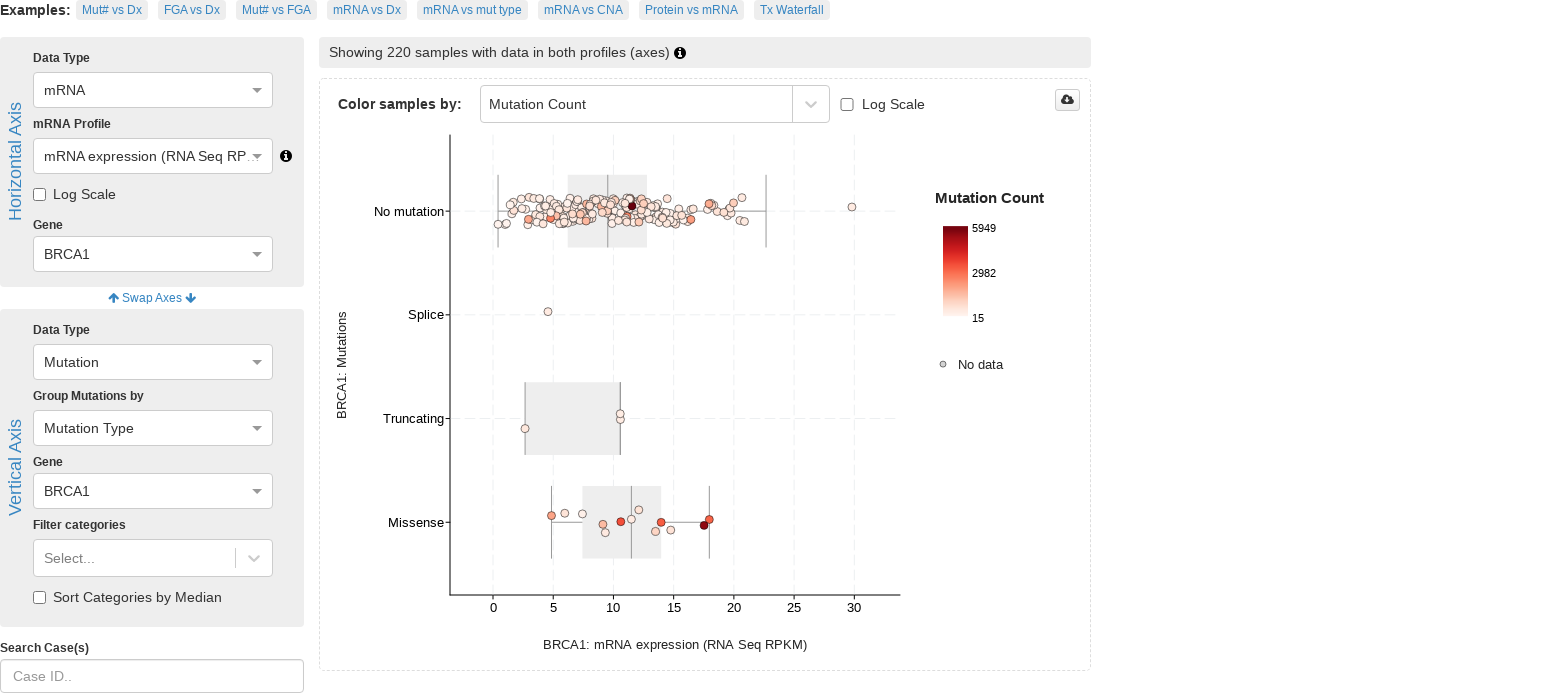 Examples: Mut# vs Dx FGA vs Dx Mut# vs FGA mRNA vs Dx mRNA vs mut type mRNA vs CNA Protein vs mRNA Tx Waterfall
Horizontal Axis
Data Type
mRNA
mRNA Profile
mRNA expression (RNA Seq RP...
Log Scale
Gene
BRCA1
Swap Axes
Vertical Axis
Data Type
Mutation
Group Mutations by
Mutation Type
Gene
BRCA1
Filter categories
Select...
Sort Categories by Median
Search Case(s)
Case ID..
Showing 220 samples with data in both profiles (axes)
Color samples by: Mutation Count Log Scale
BRCA1: Mutations
No mutation
Splice
Truncating
Missense
0 5 10 15 20 25 30
BRCA1: mRNA expression (RNA Seq RPKM)
Mutation Count
5949
2982
15
No data